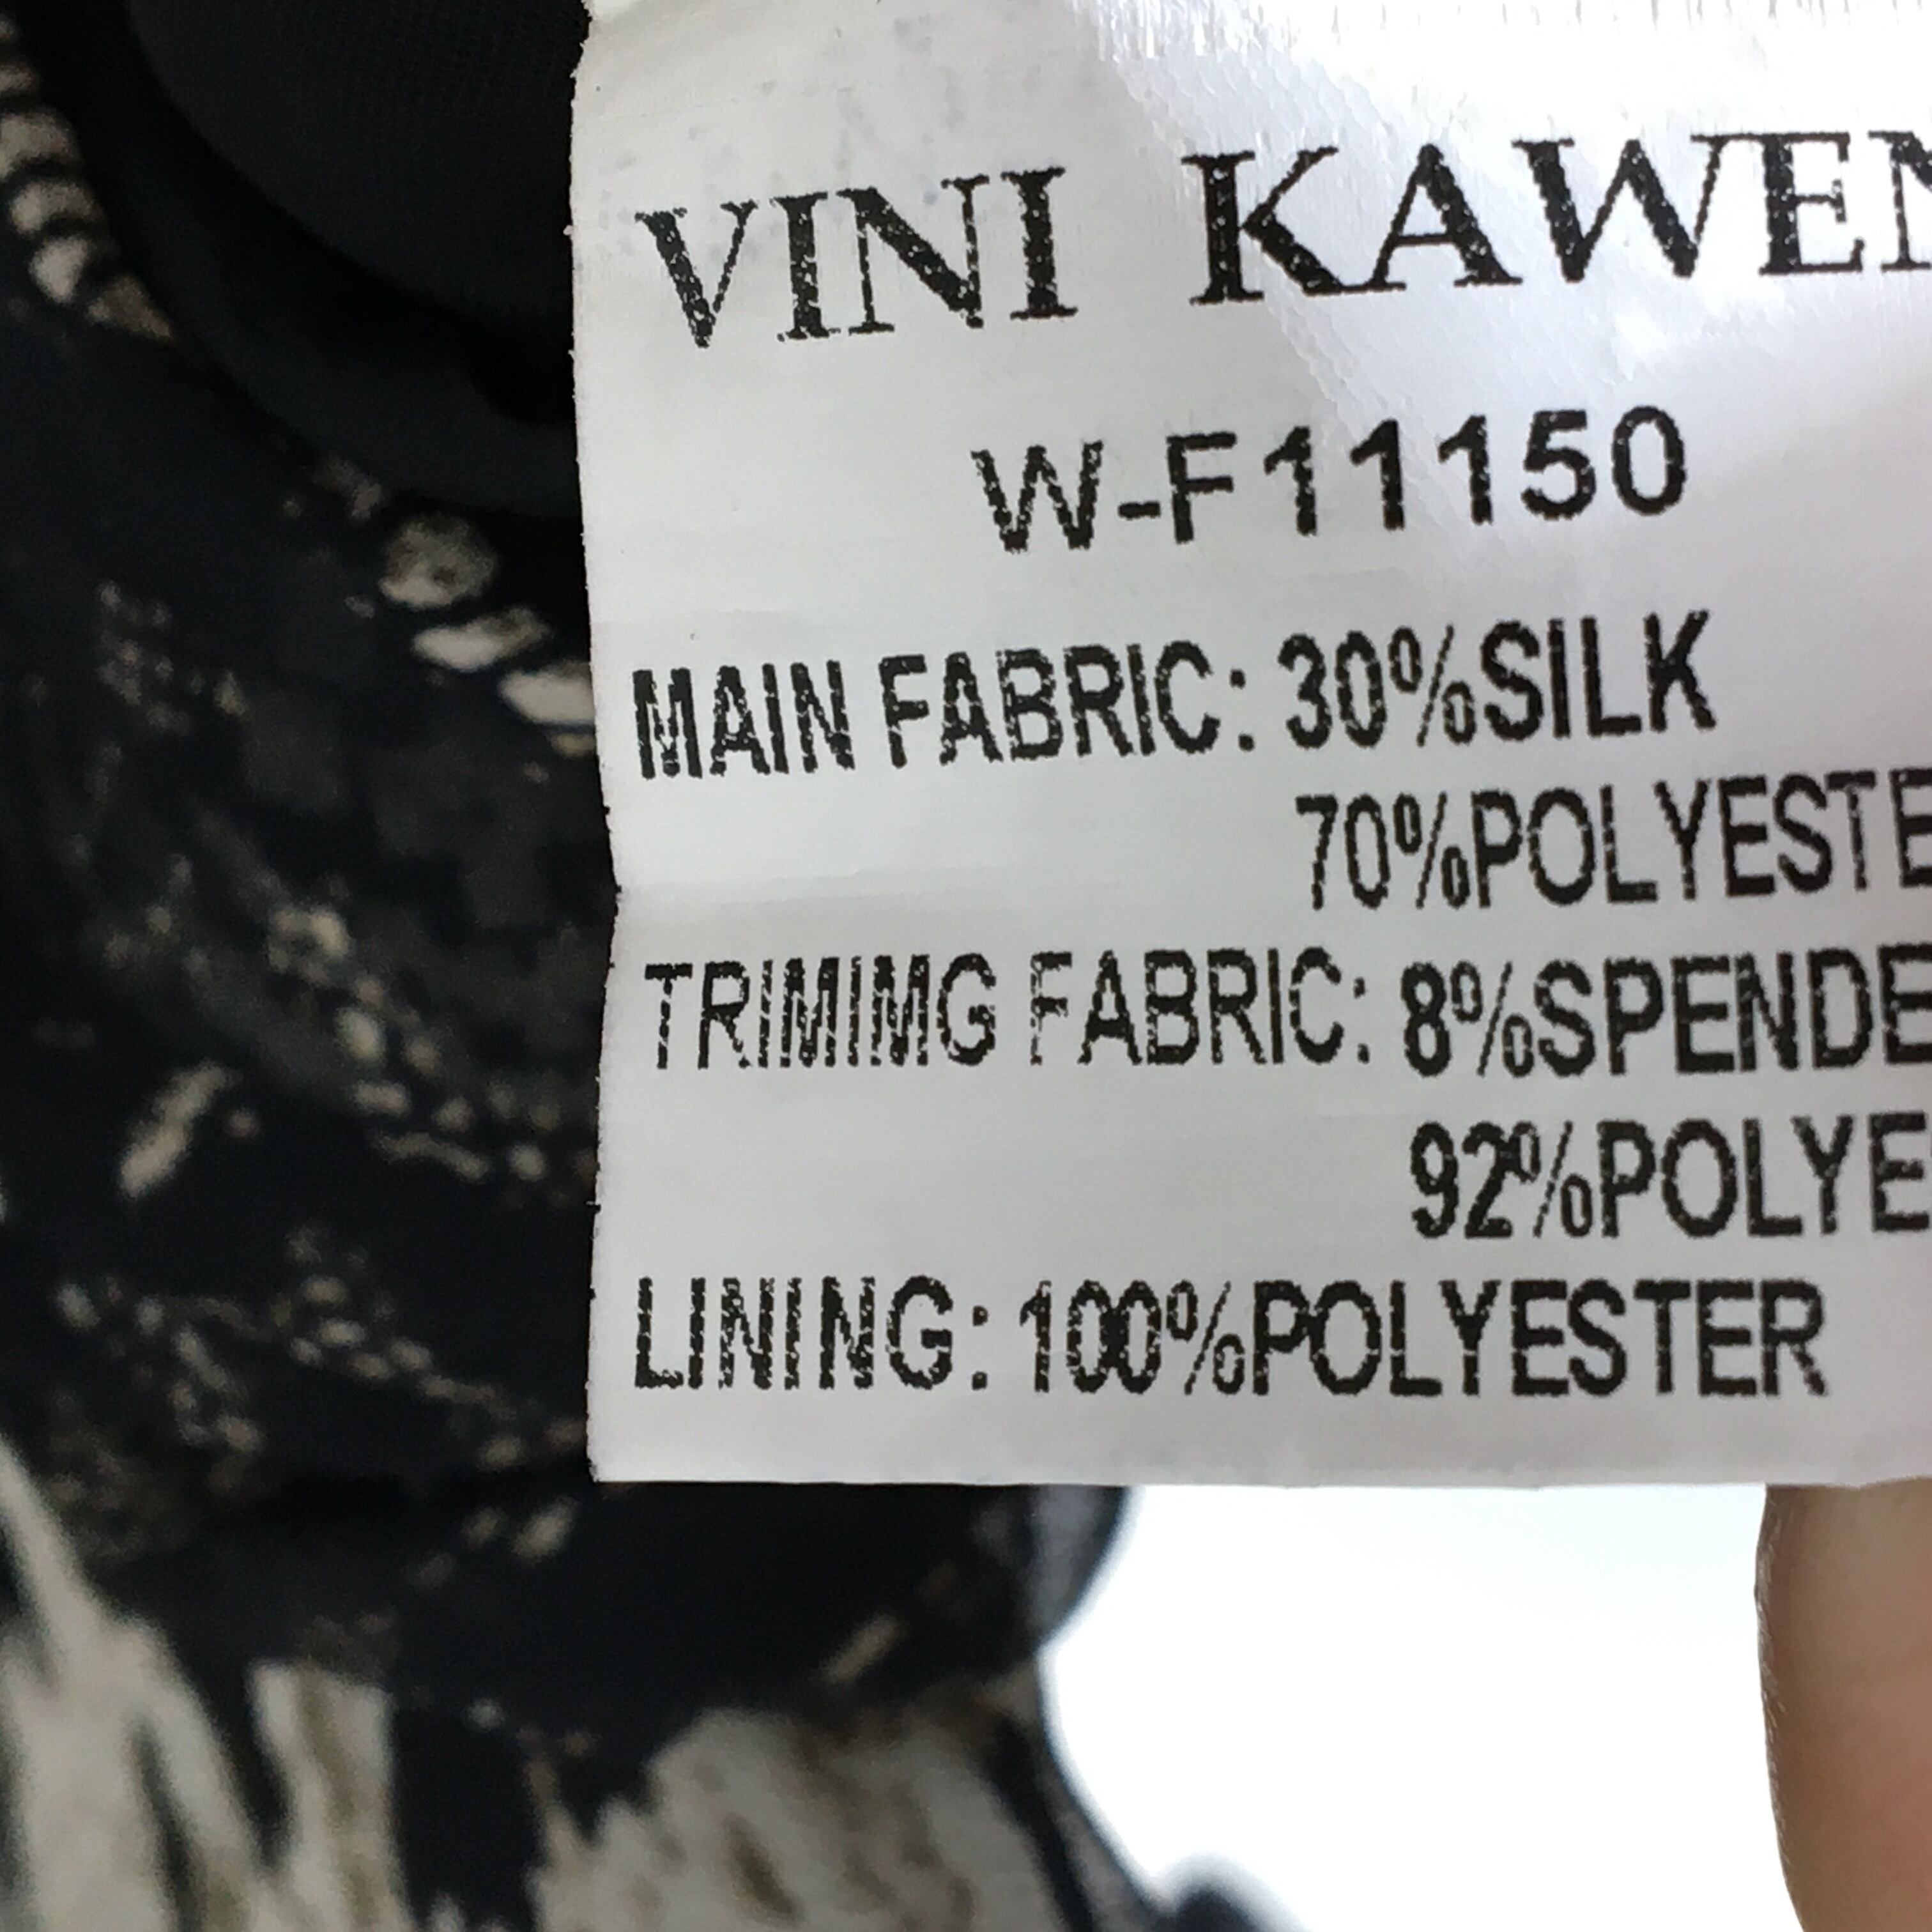 VINI KAWEN
W-F11150
MAIN FABRIC: 30%SILK
70%POLYESTE
TRIMIMG FABRIC: 8%SPENDE
92%POLYE
LINING: 100%POLYESTER